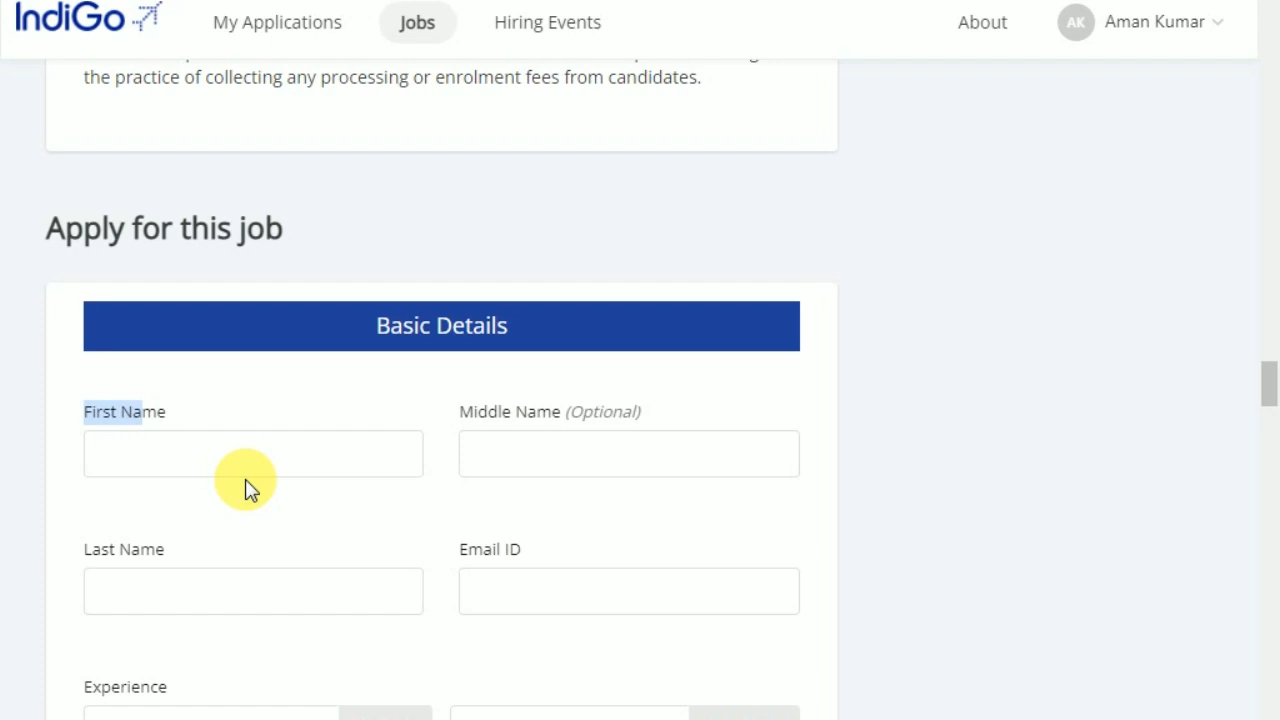 IndiGo
My Applications
Jobs
Hiring Events
About
AK
Aman Kumar
the practice of collecting any processing or enrolment fees from candidates.
Apply for this job
Basic Details
First Name
Middle Name (Optional)
Last Name
Email ID
Experience